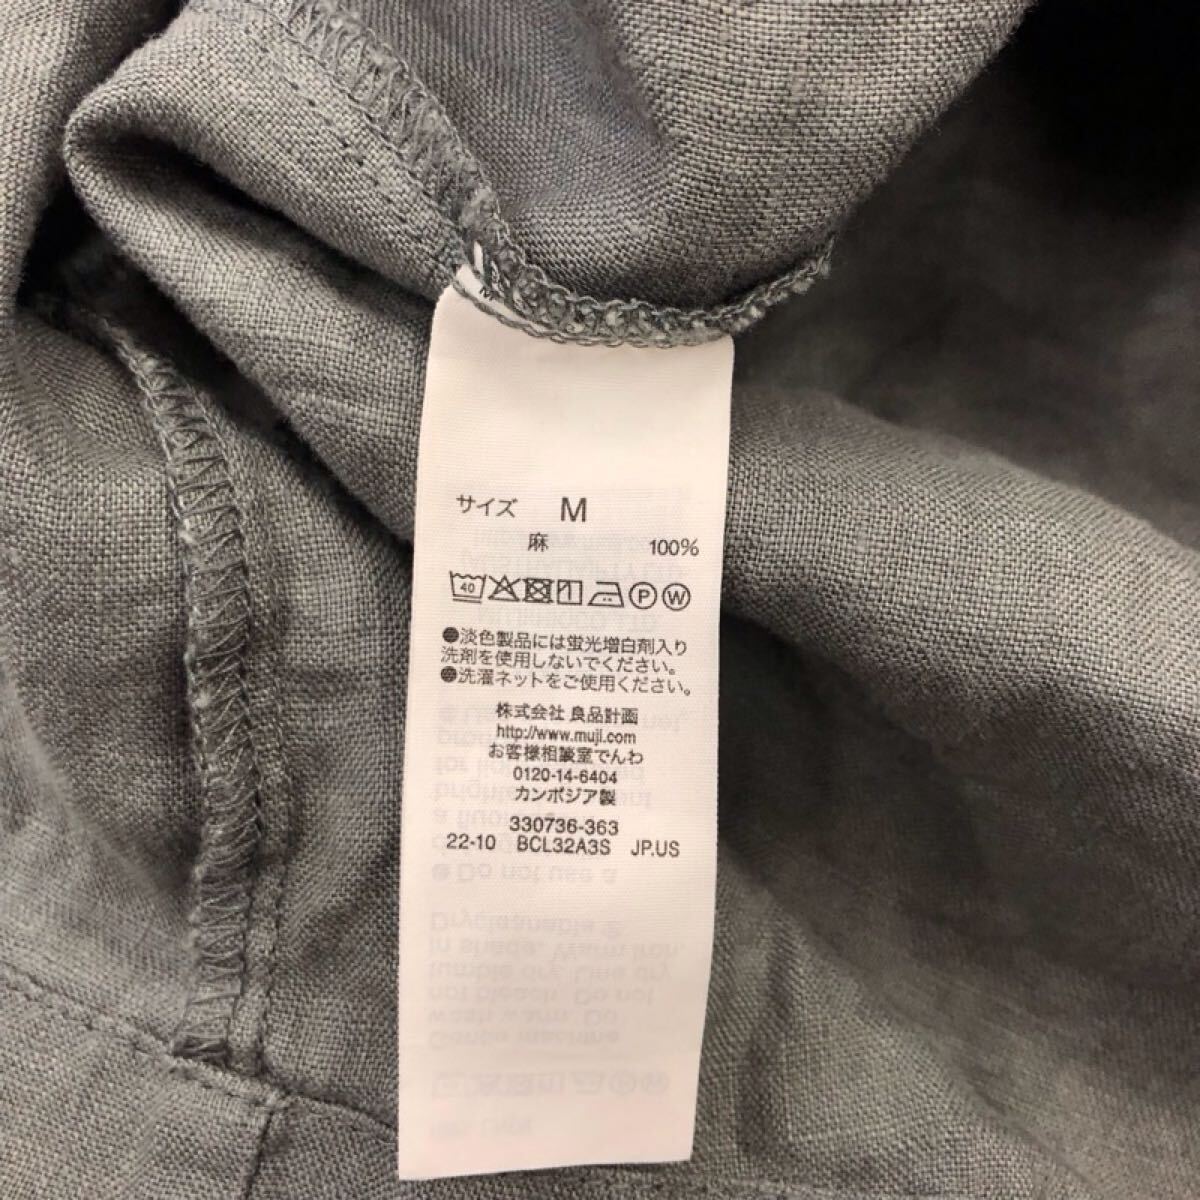 サイズ M
麻 100%
40 P W
●淡色製品には蛍光増白剤入り
洗剤を使用しないでください。
●洗濯ネットをご使用ください。
株式会社 良品計画
http://www.muji.com
お客様相談室でんわ
0120-14-6404
カンボジア製
330736-363
22-10 BCL32A3S JP.US